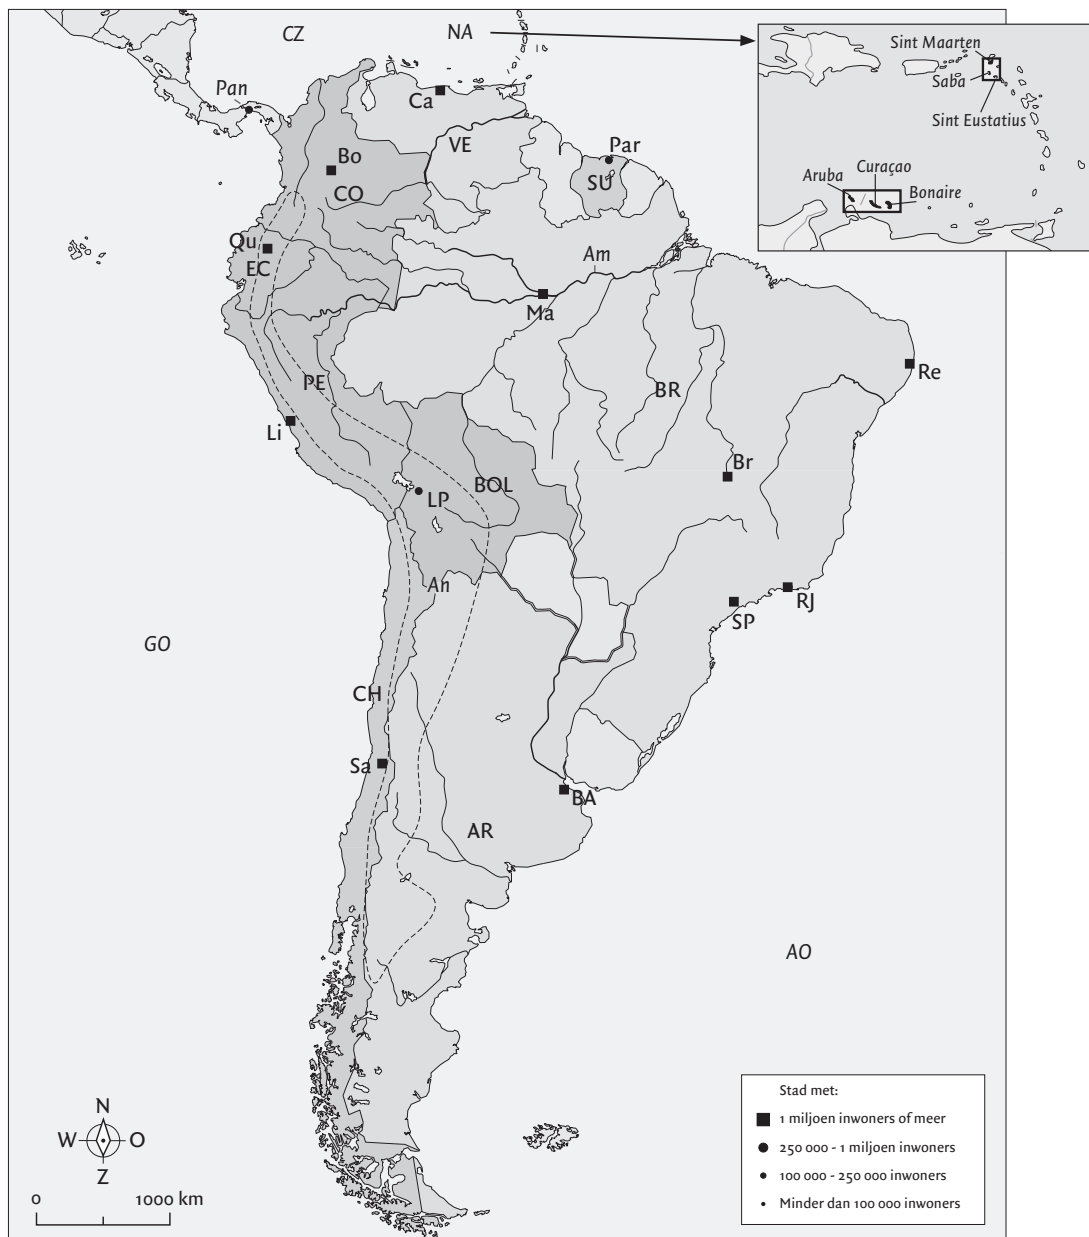 CZ
NA
Sint Maarten
Saba
Sint Eustatius
Aruba
Curaçao
Bonaire
Pan
Ca
VE
Par
Bo
CO
SU
Qu
EC
Am
Ma
PE
BR
Re
Li
Br
LP
BOL
An
RJ
SP
GO
CH
Sa
BA
AR
AO
N
W
O
Z
0
1000 km
Stad met:
1 miljoen inwoners of meer
250 000 - 1 miljoen inwoners
100 000 - 250 000 inwoners
Minder dan 100 000 inwoners